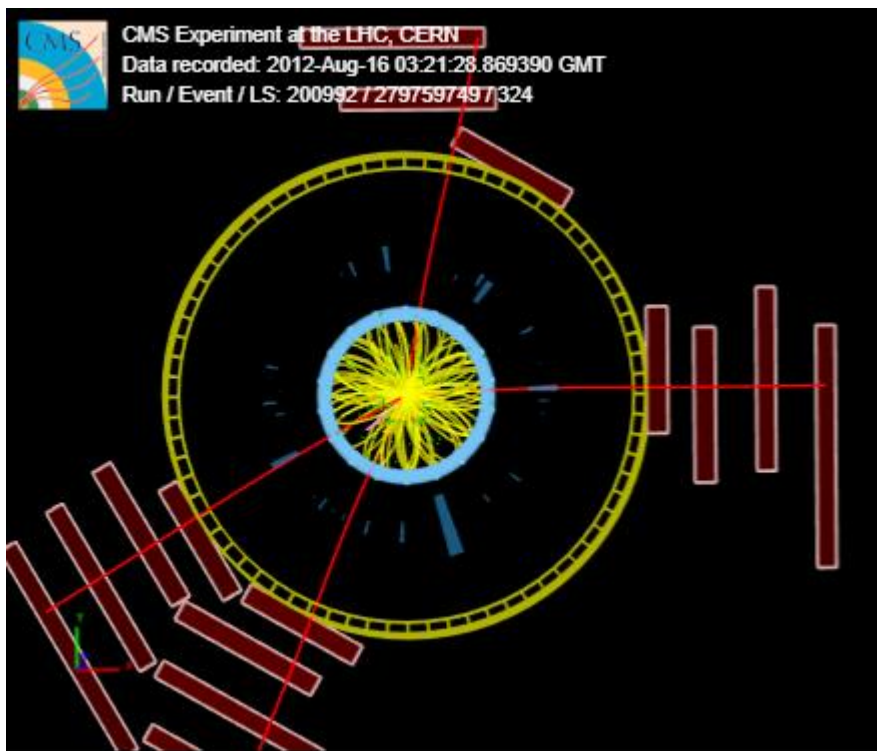 CMS
CMS Experiment at the LHC, CERN
Data recorded: 2012-Aug-16 03:21:28.869390 GMT
Run / Event / LS: 200992 / 279759749 / 324